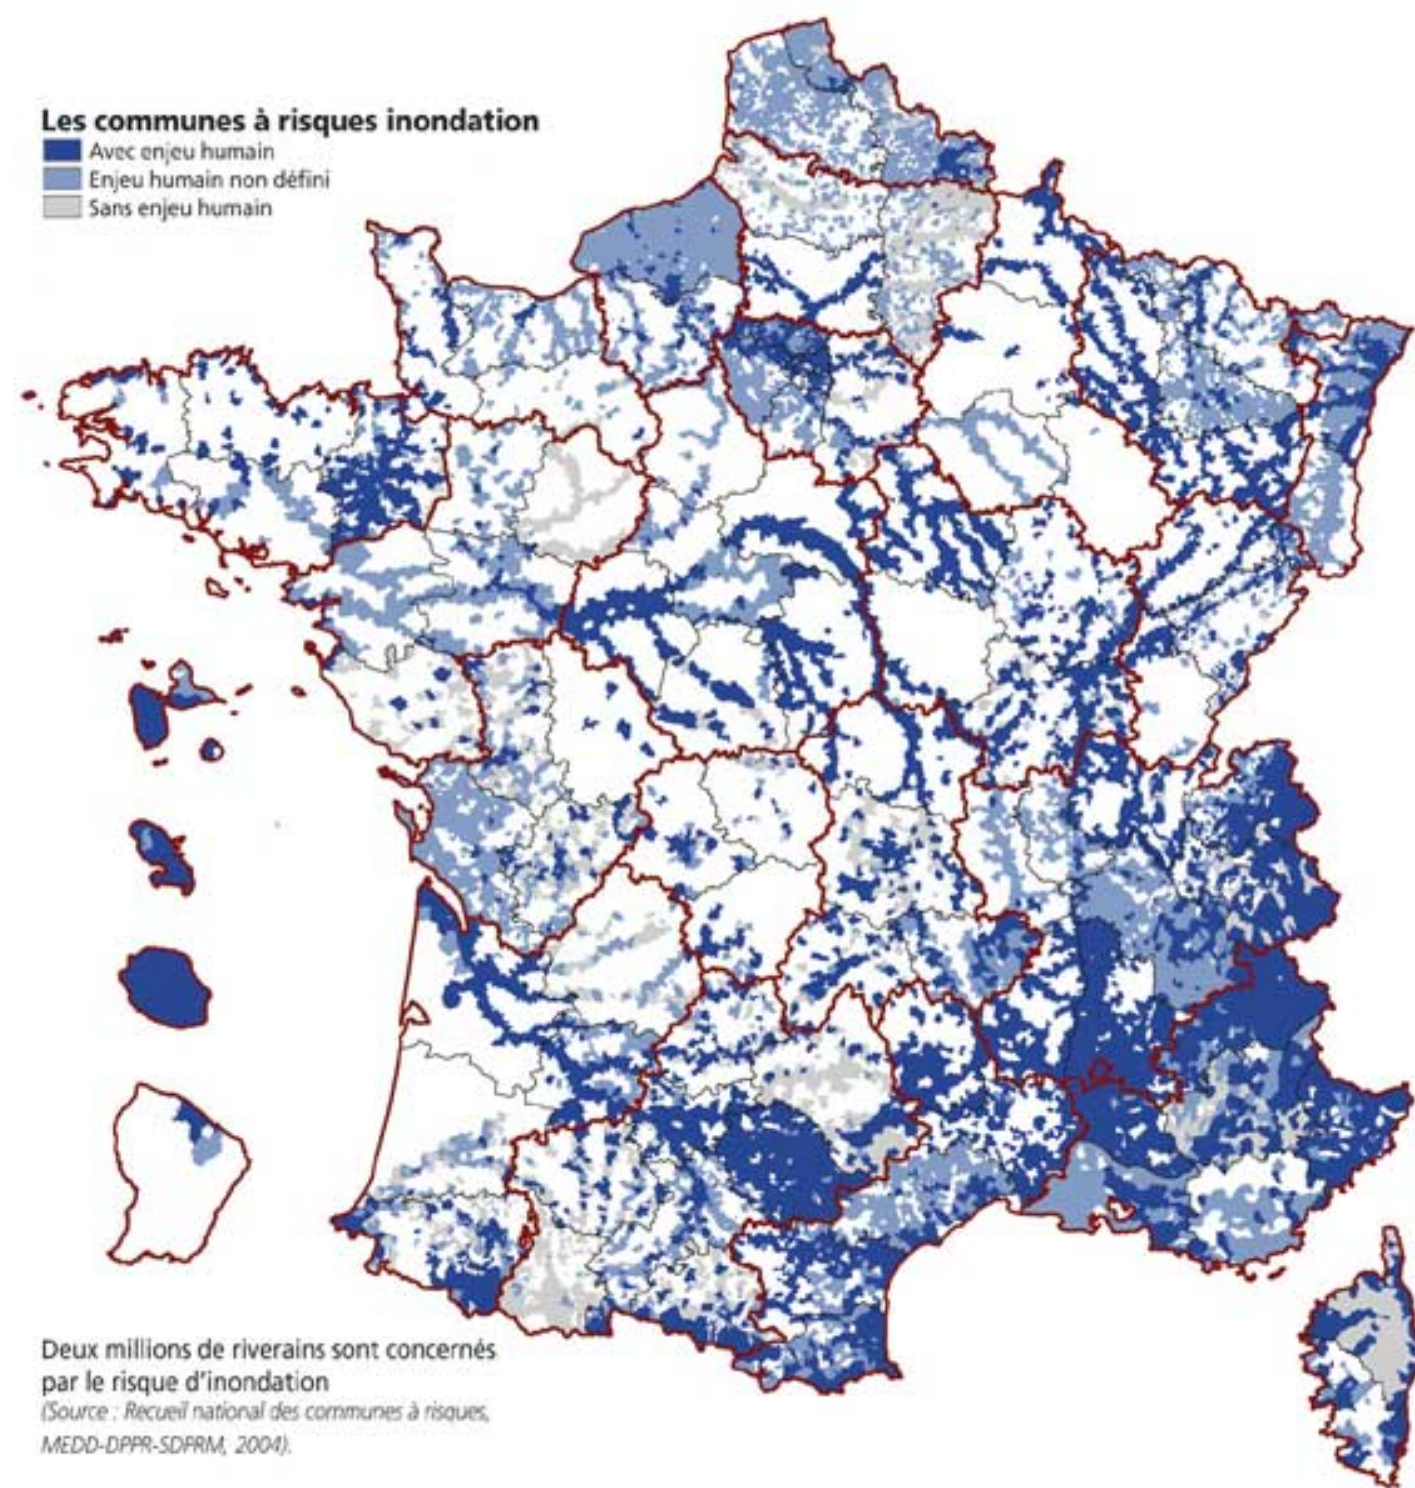 Les communes à risques inondation
Avec enjeu humain
Enjeu humain non défini
Sans enjeu humain
Deux millions de riverains sont concernés
par le risque d'inondation
(Source : Recueil national des communes à risques,
MEDD-DPPR-SDPRM, 2004).